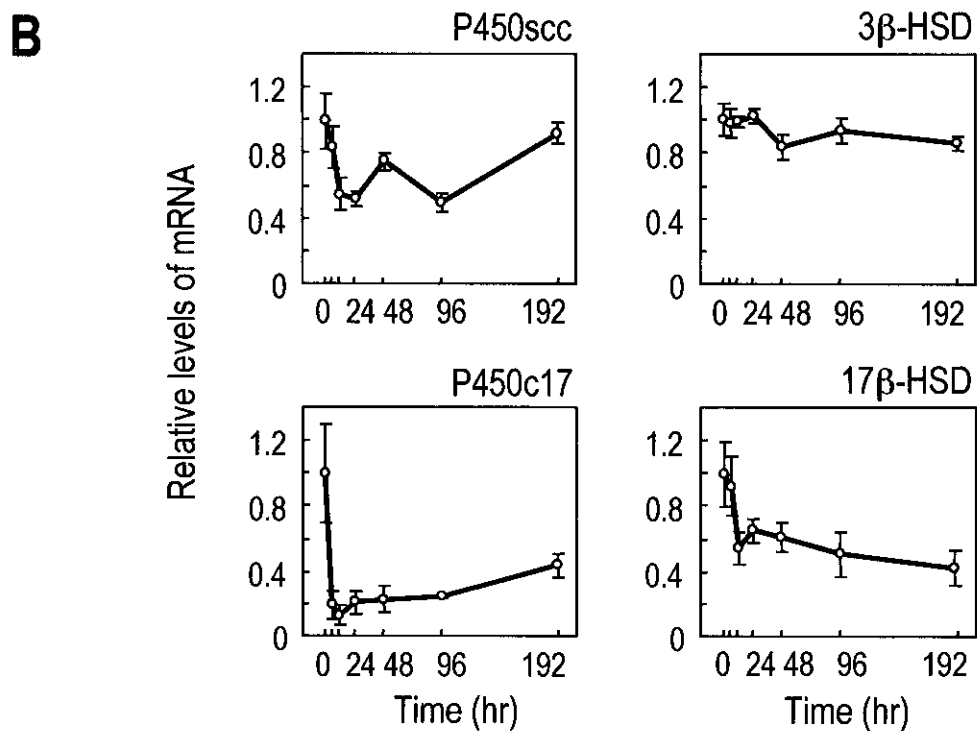 B
Relative levels of mRNA
P450scc
1.2
0.8
0.4
0
0 24 48 96 192
3β-HSD
1.2
0.8
0.4
0
0 24 48 96 192
P450c17
1.2
0.8
0.4
0
0 24 48 96 192
Time (hr)
17β-HSD
1.2
0.8
0.4
0
0 24 48 96 192
Time (hr)